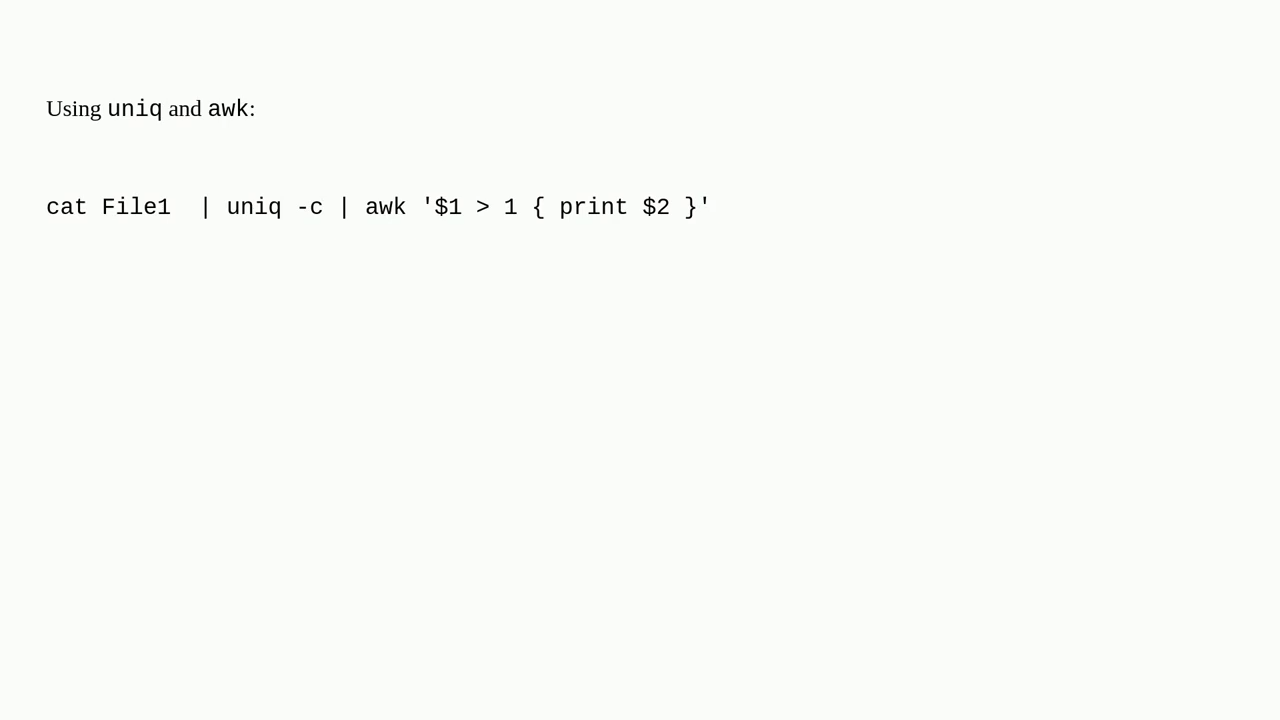 Using uniq and awk:
cat File1  | uniq -c | awk '$1 > 1 { print $2 }'